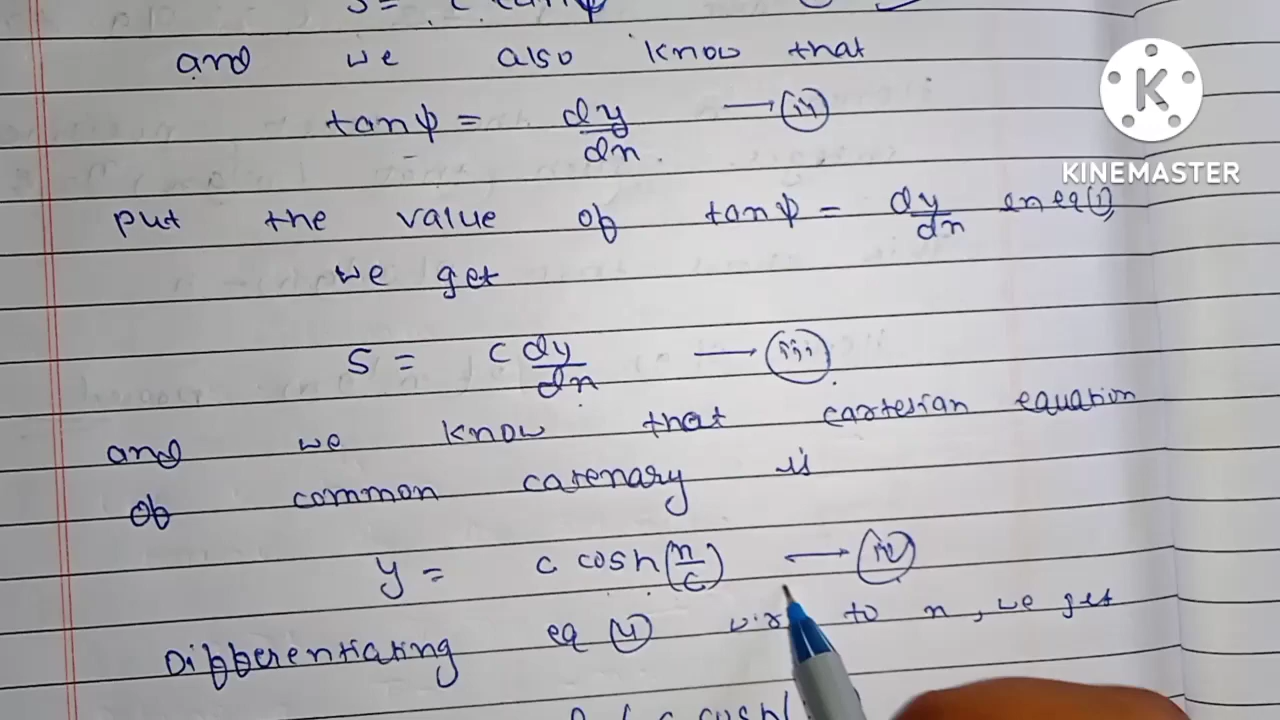 S = c tanψ
and we also know that
tanψ = dy/dx → (ii)
put the value of tanψ = dy/dx in eq(i),
we get
S = c dy/dx → (iii)
and we know that cartesian equation
of common catenary is
y = c cosh(x/c) → (iv)
Differentiating eq (4) w.r.t to x, we get
K
KINEMASTER